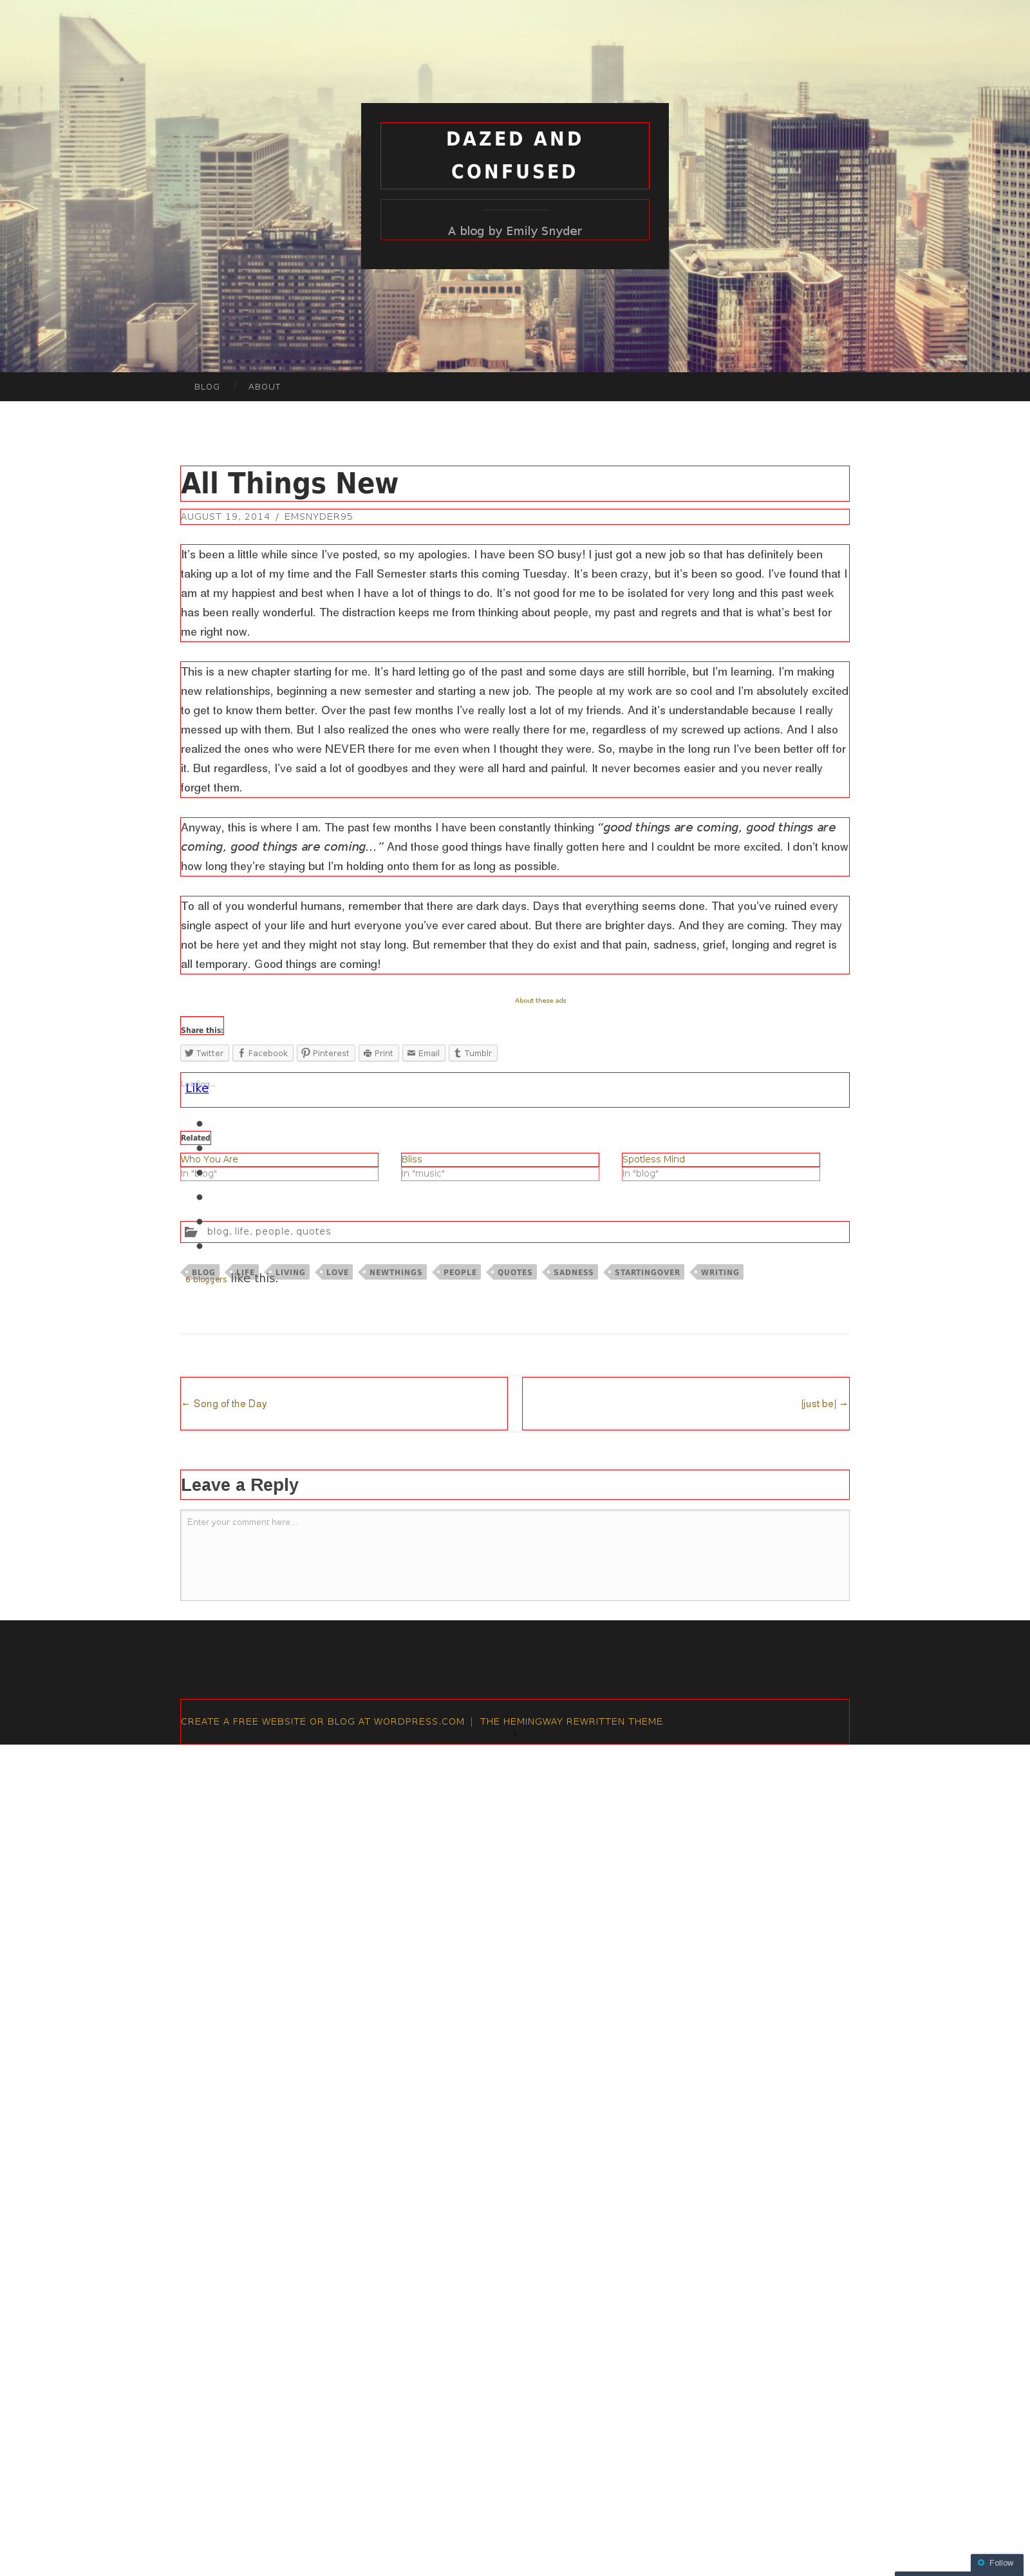 DAZED AND
CONFUSED
A blog by Emily Snyder
BLOG / ABOUT
All Things New
AUGUST 19, 2014 / EMSNYDER95
It’s been a little while since I’ve posted, so my apologies. I have been SO busy! I just got a new job so that has definitely been
taking up a lot of my time and the Fall Semester starts this coming Tuesday. It’s been crazy, but it’s been so good. I’ve found that I
am at my happiest and best when I have a lot of things to do. It’s not good for me to be isolated for very long and this past week
has been really wonderful. The distraction keeps me from thinking about people, my past and regrets and that is what’s best for
me right now.
This is a new chapter starting for me. It’s hard letting go of the past and some days are still horrible, but I’m learning. I’m making
new relationships, beginning a new semester and starting a new job. The people at my work are so cool and I’m absolutely excited
to get to know them better. Over the past few months I’ve really lost a lot of my friends. And it’s understandable because I really
messed up with them. But I also realized the ones who were really there for me, regardless of my screwed up actions. And I also
realized the ones who were NEVER there for me even when I thought they were. So, maybe in the long run I’ve been better off for
it. But regardless, I’ve said a lot of goodbyes and they were all hard and painful. It never becomes easier and you never really
forget them.
Anyway, this is where I am. The past few months I have been constantly thinking “good things are coming, good things are
coming, good things are coming…” And those good things have finally gotten here and I couldnt be more excited. I don’t know
how long they’re staying but I’m holding onto them for as long as possible.
To all of you wonderful humans, remember that there are dark days. Days that everything seems done. That you’ve ruined every
single aspect of your life and hurt everyone you’ve ever cared about. But there are brighter days. And they are coming. They may
not be here yet and they might not stay long. But remember that they do exist and that pain, sadness, grief, longing and regret is
all temporary. Good things are coming!
About these ads
Share this:
Twitter Facebook Pinterest Print Email Tumblr
Loading...
Like
Related
Who You Are Bliss Spotless Mind
In "blog" In "music" In "blog"
blog, life, people, quotes
BLOG LIFE LIVING LOVE NEWTHINGS PEOPLE QUOTES SADNESS STARTINGOVER WRITING
6 bloggers like this.
← Song of the Day |just be| →
Leave a Reply
Enter your comment here...
CREATE A FREE WEBSITE OR BLOG AT WORDPRESS.COM | THE HEMINGWAY REWRITTEN THEME.
Follow